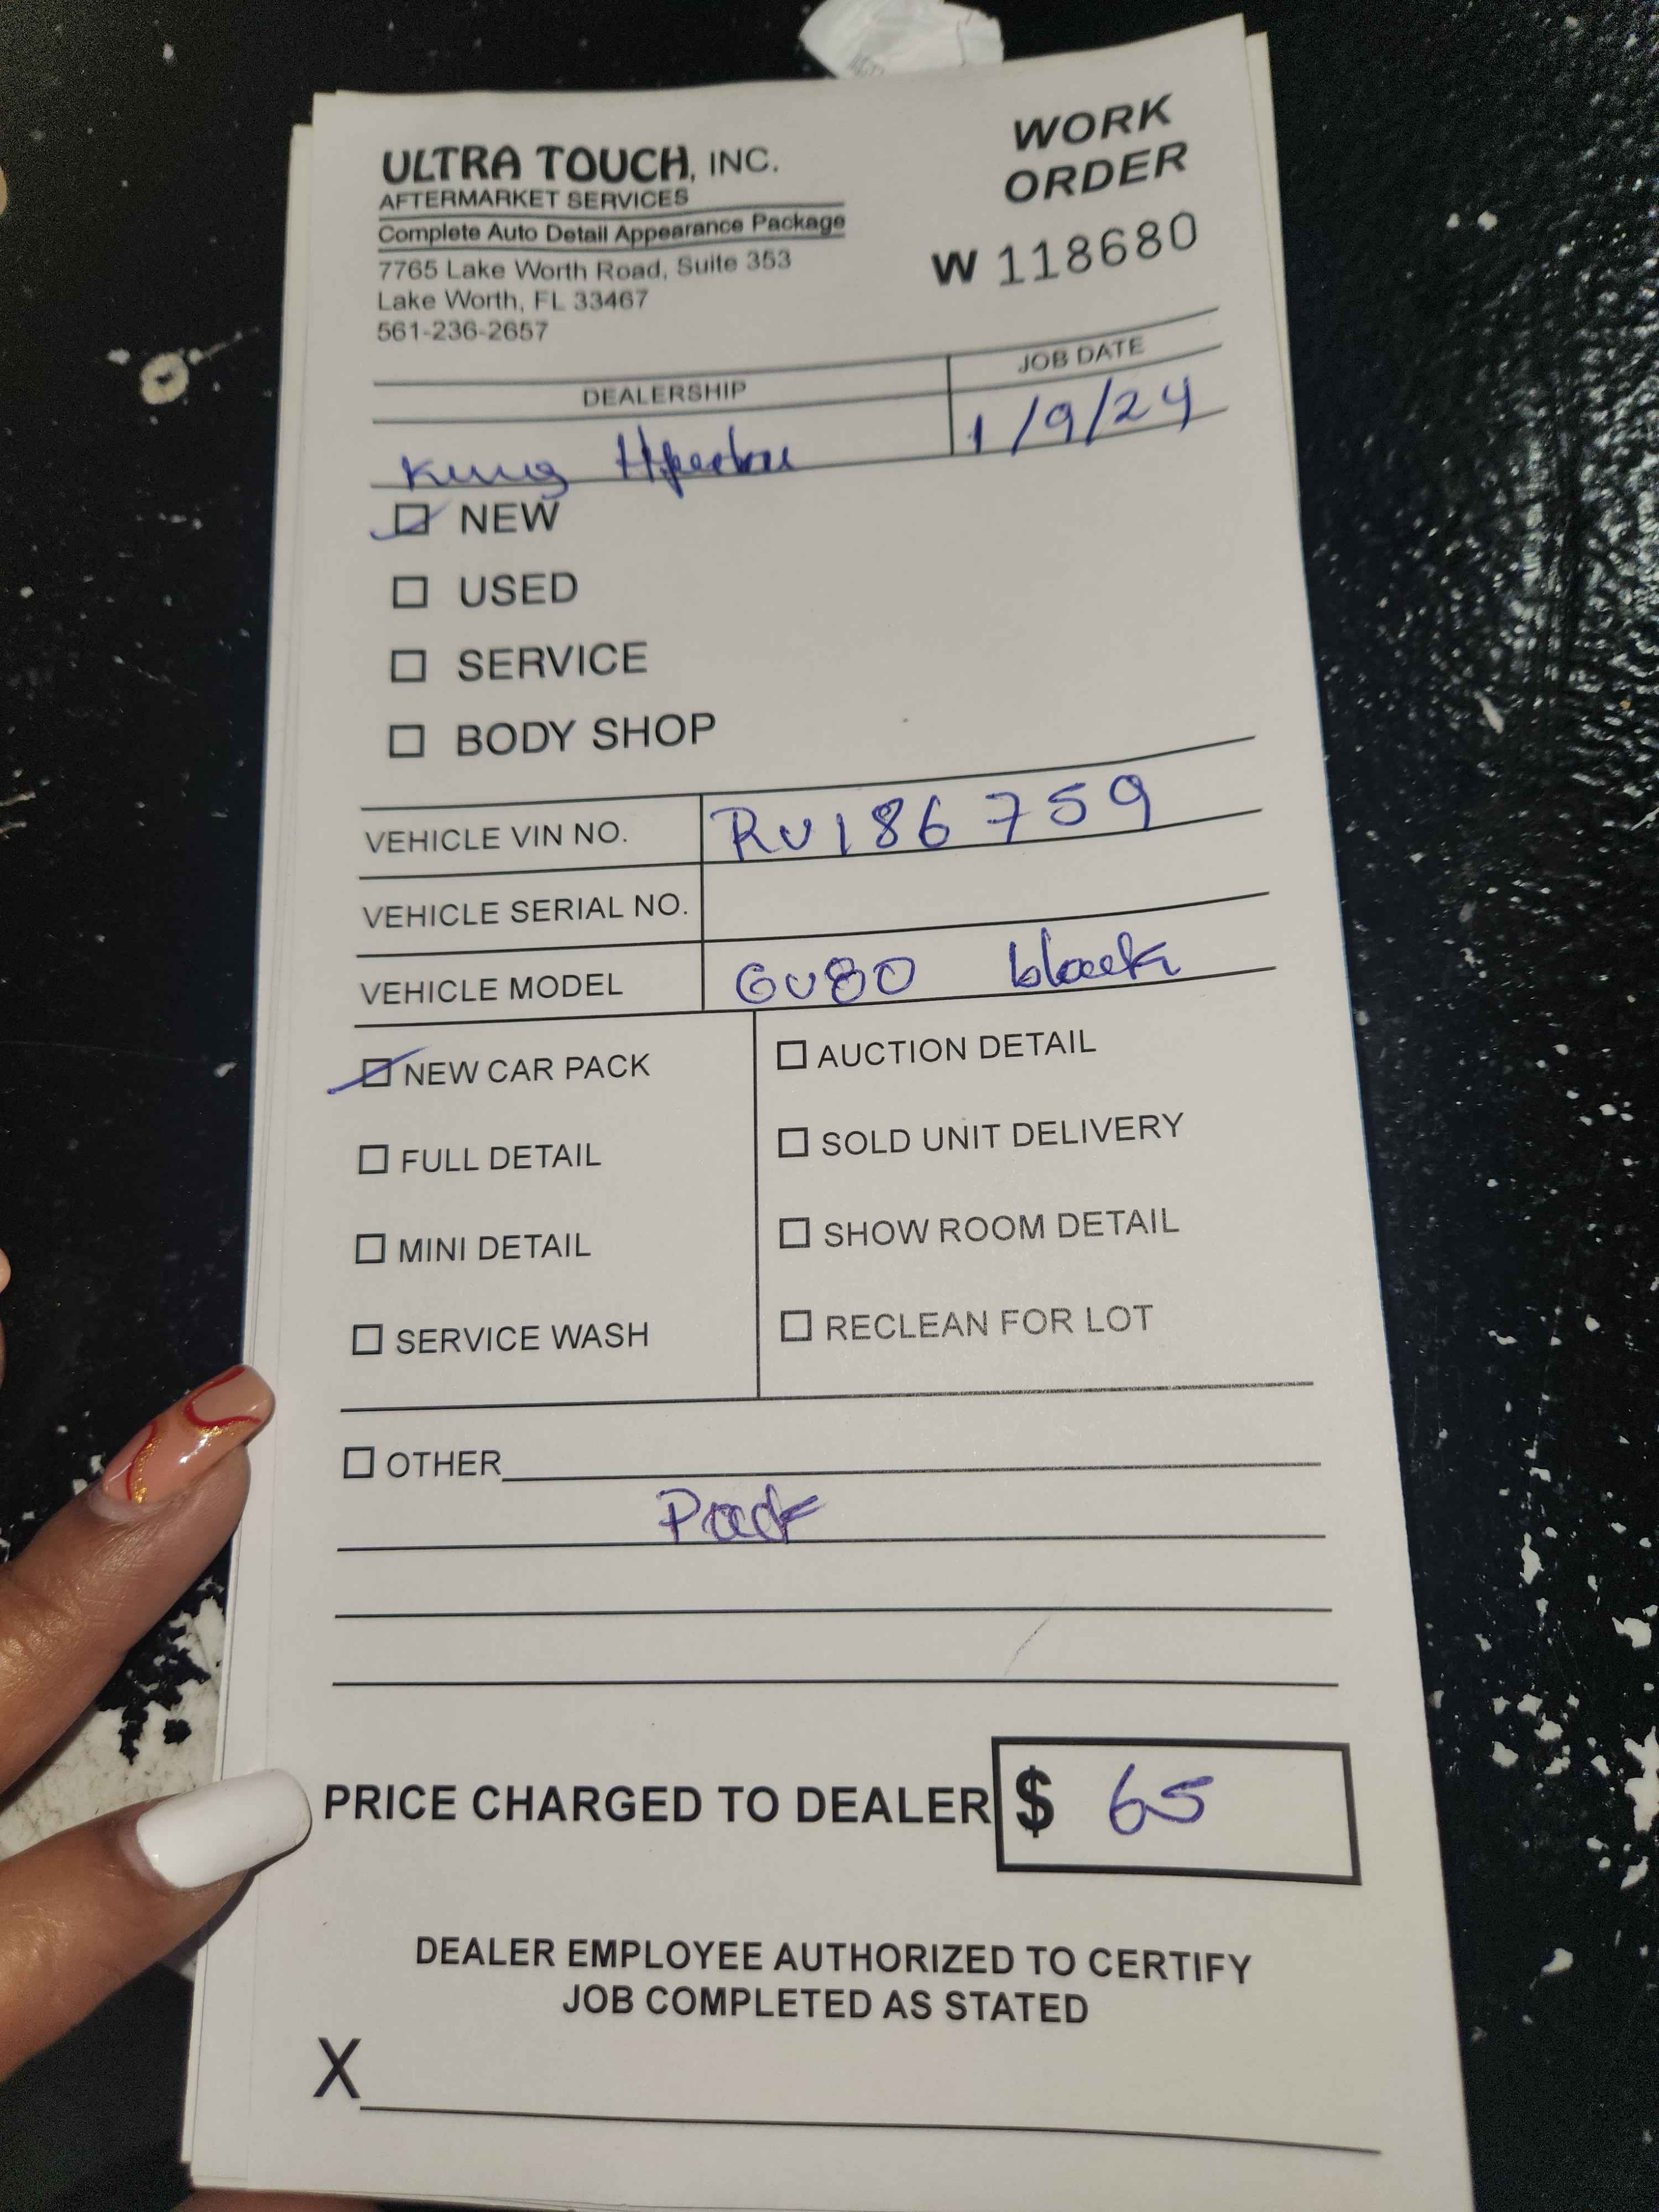 ULTRA TOUCH, INC.
AFTERMARKET SERVICES
Complete Auto Detail Appearance Package
7765 Lake Worth Road, Suite 353
Lake Worth, FL 33467
561-236-2657
WORK
ORDER
W 118680
DEALERSHIP
JOB DATE
King
1/9/24
NEW
USED
SERVICE
BODY SHOP
VEHICLE VIN NO. RU186759
VEHICLE SERIAL NO.
VEHICLE MODEL GU80 black
NEW CAR PACK
AUCTION DETAIL
FULL DETAIL
SOLD UNIT DELIVERY
MINI DETAIL
SHOW ROOM DETAIL
SERVICE WASH
RECLEAN FOR LOT
OTHER
Pack
PRICE CHARGED TO DEALER $ 65
DEALER EMPLOYEE AUTHORIZED TO CERTIFY
JOB COMPLETED AS STATED
X